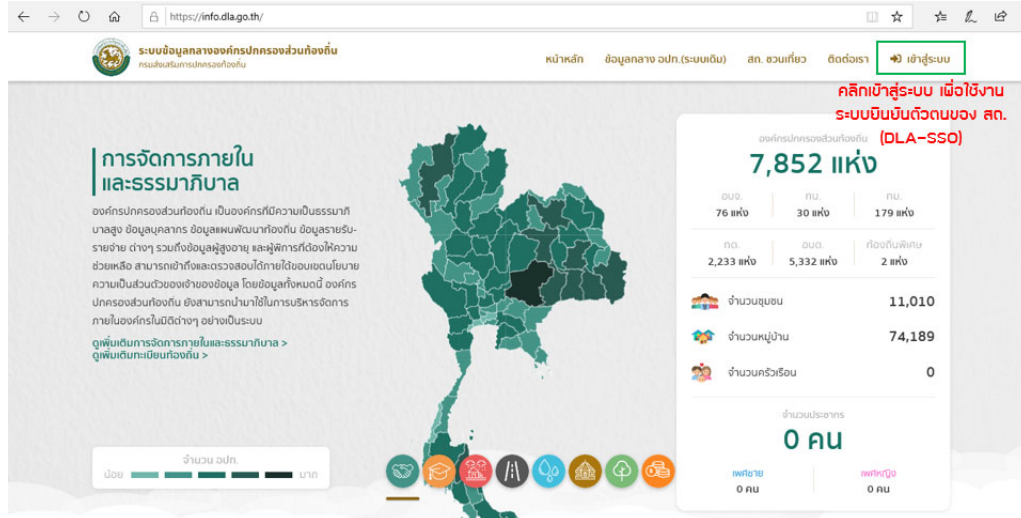 https://info.dla.go.th/
ระบบข้อมูลกลางองค์กรปกครองส่วนท้องถิ่น
กรมส่งเสริมการปกครองท้องถิ่น
หน้าหลัก ข้อมูลกลาง อปท.(ระบบเดิม) สถ. ชวนเที่ยว ติดต่อเรา เข้าสู่ระบบ
คลิกเข้าสู่ระบบ เพื่อใช้งาน
ระบบยืนยันตัวตนของ สถ.
(DLA-SSO)
การจัดการภายใน
และธรรมาภิบาล
องค์กรปกครองส่วนท้องถิ่น เป็นองค์กรที่มีความเป็นธรรมาภิ
บาลสูง ข้อมูลบุคลากร ข้อมูลแผนพัฒนาท้องถิ่น ข้อมูลรายรับ-
รายจ่าย ต่างๆ รวมถึงข้อมูลผู้สูงอายุ และผู้พิการที่ต้องให้ความ
ช่วยเหลือ สามารถเข้าถึงและตรวจสอบได้ภายใต้ขอบเขตนโยบาย
ความเป็นส่วนตัวของเจ้าของข้อมูล โดยข้อมูลทั้งหมดนี้ องค์กร
ปกครองส่วนท้องถิ่น ยังสามารถนำมาใช้ในการบริหารจัดการ
ภายในองค์กรในมิติต่างๆ อย่างเป็นระบบ
ดูเพิ่มเติมการจัดการภายในและธรรมาภิบาล >
ดูเพิ่มเติมทะเบียนท้องถิ่น >
จำนวน อปท.
น้อย มาก
องค์กรปกครองส่วนท้องถิ่น
7,852 แห่ง
อบจ. ทน. ทม.
76 แห่ง 30 แห่ง 179 แห่ง
ทต. อบต. ท้องถิ่นพิเศษ
2,233 แห่ง 5,332 แห่ง 2 แห่ง
จำนวนชุมชน 11,010
จำนวนหมู่บ้าน 74,189
จำนวนครัวเรือน 0
จำนวนประชากร
0 คน
เพศชาย เพศหญิง
0 คน 0 คน